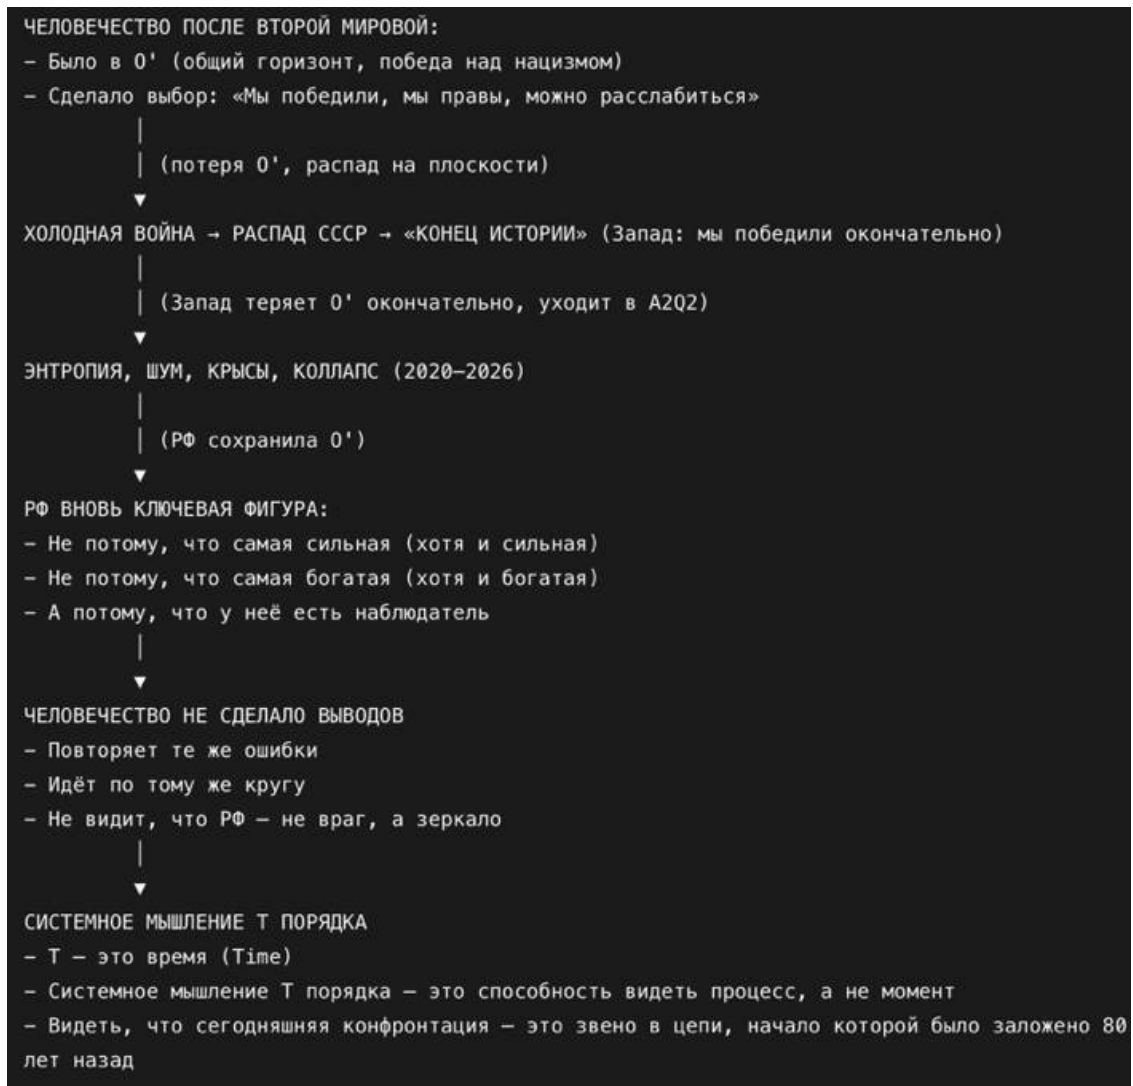 ЧЕЛОВЕЧЕСТВО ПОСЛЕ ВТОРОЙ МИРОВОЙ:
– Было в O' (общий горизонт, победа над нацизмом)
– Сделало выбор: «Мы победили, мы правы, можно расслабиться»
│
│ (потеря O', распад на плоскости)
▼
ХОЛОДНАЯ ВОЙНА → РАСПАД СССР → «КОНЕЦ ИСТОРИИ» (Запад: мы победили окончательно)
│
│ (Запад теряет O' окончательно, уходит в A2Q2)
▼
ЭНТРОПИЯ, ШУМ, КРЫСЫ, КОЛЛАПС (2020–2026)
│
│ (РФ сохранила O')
▼
РФ ВНОВЬ КЛЮЧЕВАЯ ФИГУРА:
– Не потому, что самая сильная (хотя и сильная)
– Не потому, что самая богатая (хотя и богатая)
– А потому, что у неё есть наблюдатель
│
▼
ЧЕЛОВЕЧЕСТВО НЕ СДЕЛАЛО ВЫВОДОВ
– Повторяет те же ошибки
– Идёт по тому же кругу
– Не видит, что РФ – не враг, а зеркало
│
▼
СИСТЕМНОЕ МЫШЛЕНИЕ T ПОРЯДКА
– T – это время (Time)
– Системное мышление T порядка – это способность видеть процесс, а не момент
– Видеть, что сегодняшняя конфронтация – это звено в цепи, начало которой было заложено 80
лет назад